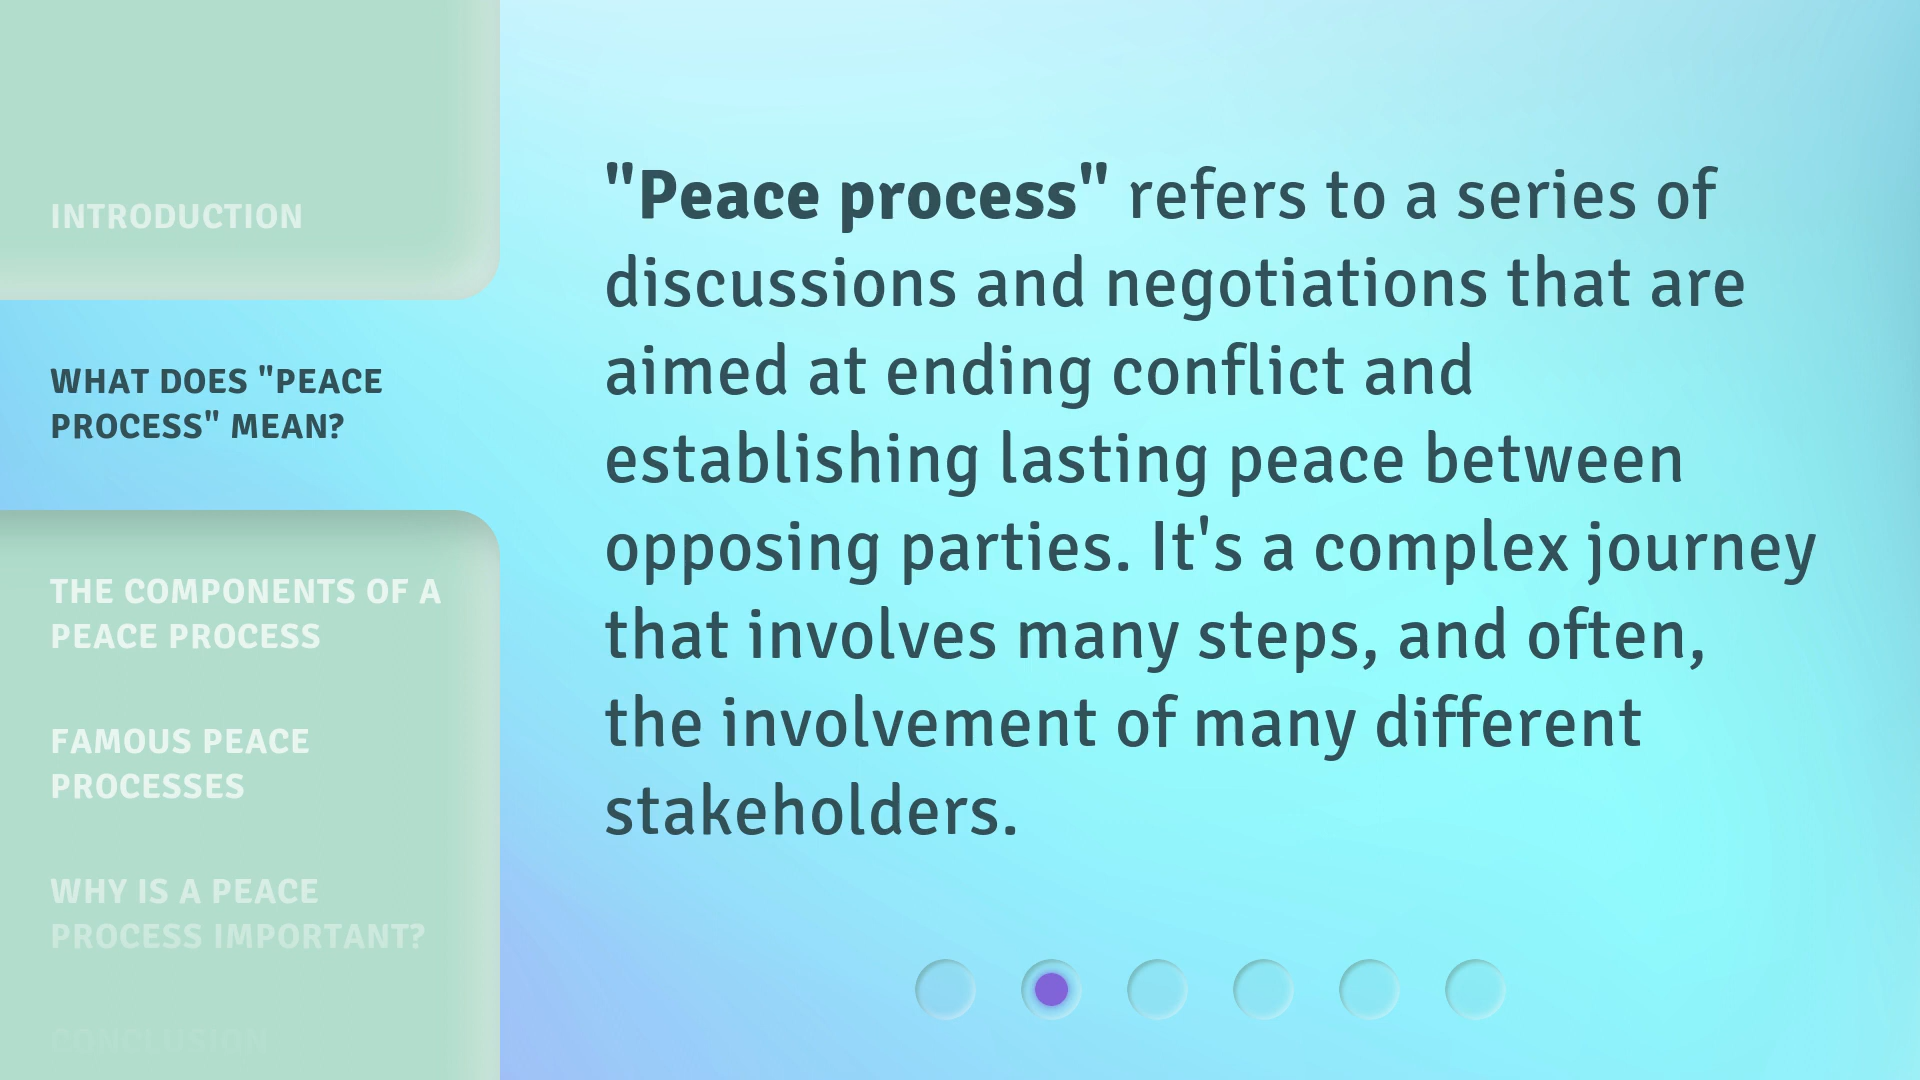 INTRODUCTION
WHAT DOES "PEACE
PROCESS" MEAN?
THE COMPONENTS OF A
PEACE PROCESS
FAMOUS PEACE
PROCESSES
WHY IS A PEACE
PROCESS IMPORTANT?
CONCLUSION
"Peace process" refers to a series of
discussions and negotiations that are
aimed at ending conflict and
establishing lasting peace between
opposing parties. It's a complex journey
that involves many steps, and often,
the involvement of many different
stakeholders.